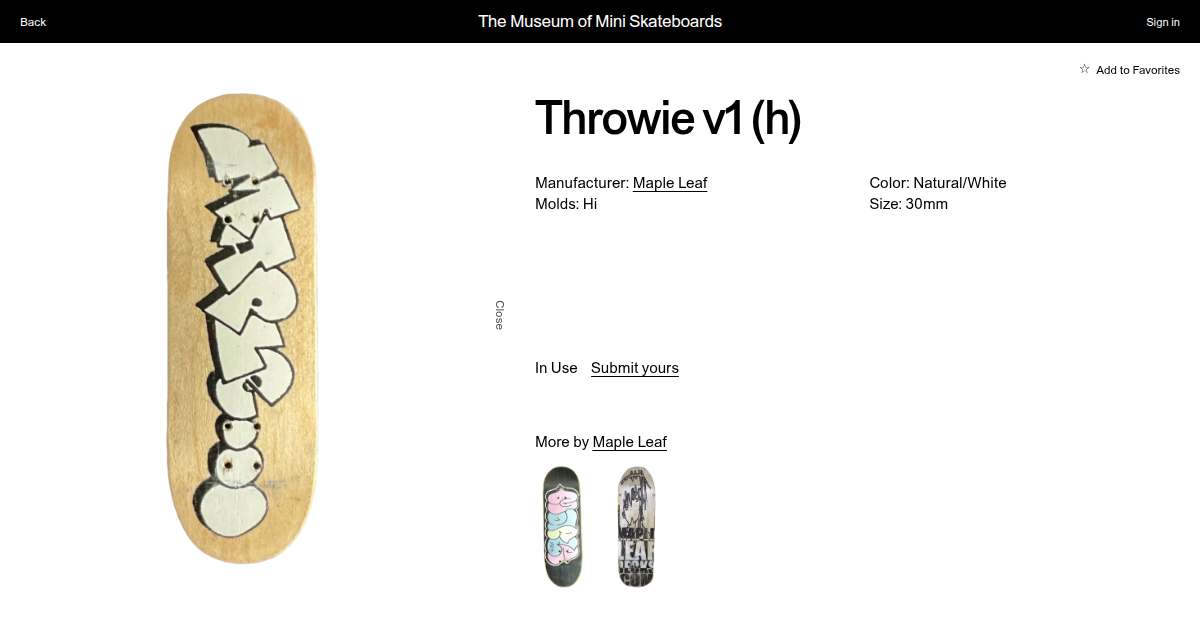 Back
The Museum of Mini Skateboards
Sign in
☆ Add to Favorites
Throwie v1 (h)
Manufacturer: Maple Leaf
Color: Natural/White
Molds: Hi
Size: 30mm
Close
In Use Submit yours
More by Maple Leaf
LEAF